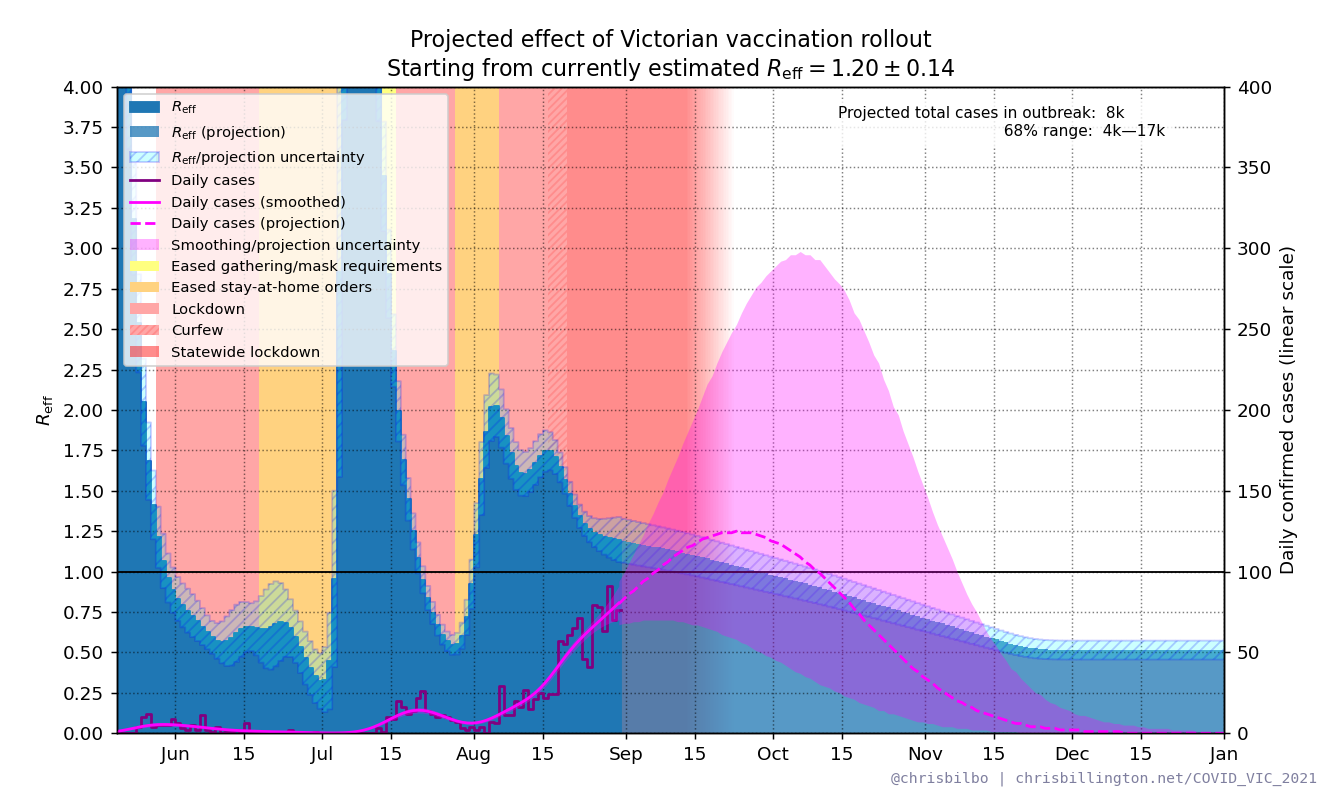 Projected effect of Victorian vaccination rollout
Starting from currently estimated R_eff = 1.20 ± 0.14
Projected total cases in outbreak: 8k
68% range: 4k—17k
R_eff
R_eff (projection)
R_eff/projection uncertainty
Daily cases
Daily cases (smoothed)
Daily cases (projection)
Smoothing/projection uncertainty
Eased gathering/mask requirements
Eased stay-at-home orders
Lockdown
Curfew
Statewide lockdown
R_eff
4.00
3.75
3.50
3.25
3.00
2.75
2.50
2.25
2.00
1.75
1.50
1.25
1.00
0.75
0.50
0.25
0.00
400
350
300
250
200
150
100
50
0
Daily confirmed cases (linear scale)
Jun 15 Jul 15 Aug 15 Sep 15 Oct 15 Nov 15 Dec 15 Jan
@chrisbilbo | chrisbillington.net/COVID_VIC_2021